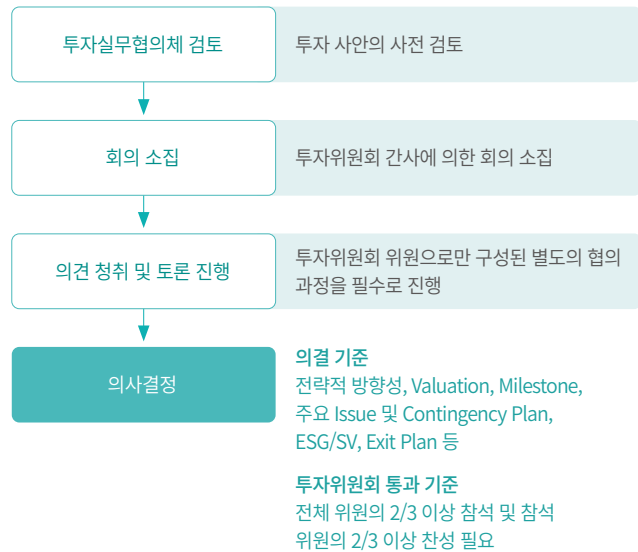 투자실무협의체 검토
투자 사안의 사전 검토
회의 소집
투자위원회 간사에 의한 회의 소집
의견 청취 및 토론 진행
투자위원회 위원으로만 구성된 별도의 협의
과정을 필수로 진행
의사결정
의결 기준
전략적 방향성, Valuation, Milestone,
주요 Issue 및 Contingency Plan,
ESG/SV, Exit Plan 등
투자위원회 통과 기준
전체 위원의 2/3 이상 참석 및 참석
위원의 2/3 이상 찬성 필요